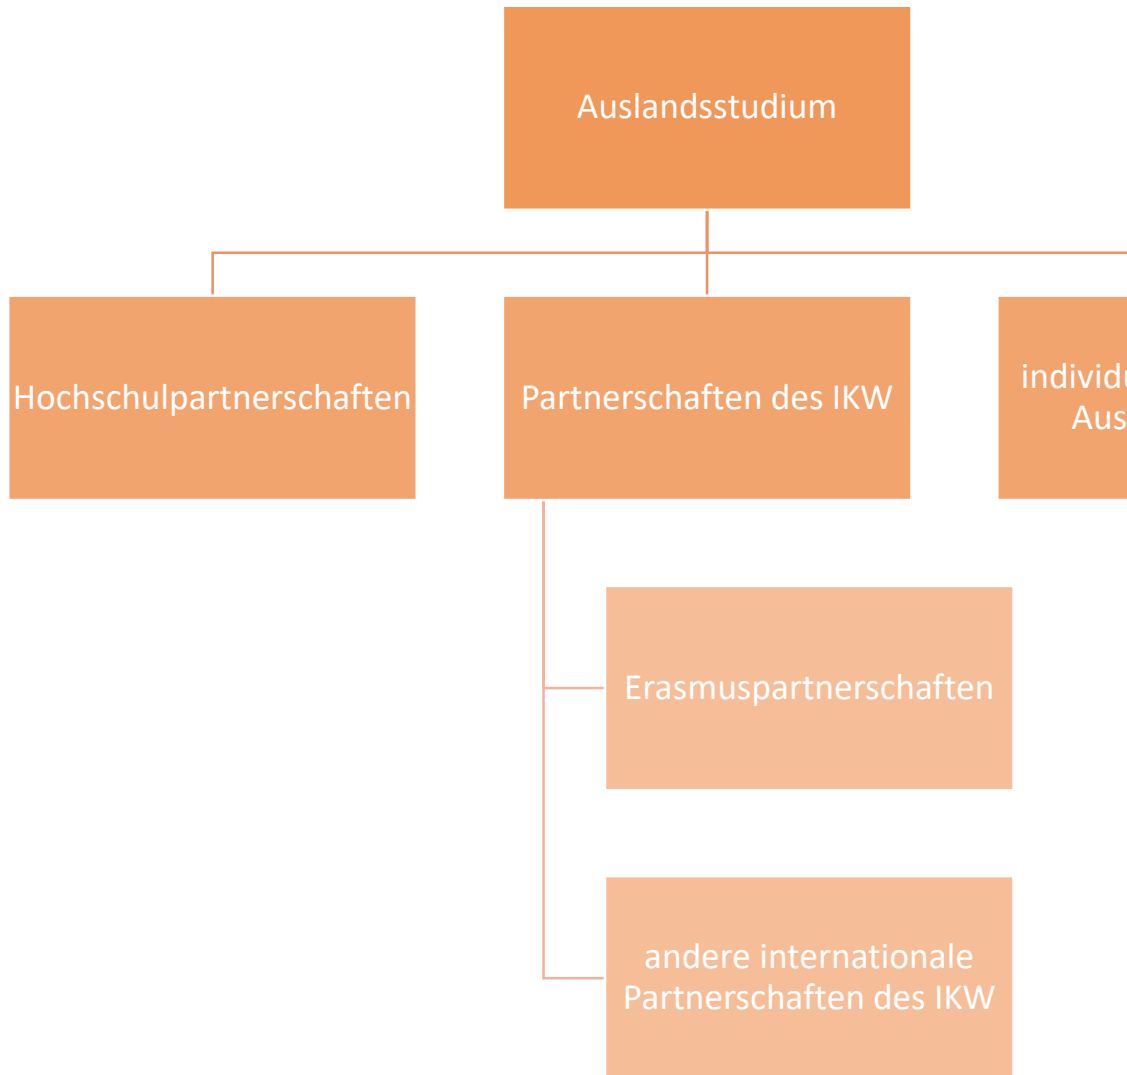 Auslandsstudium
Hochschulpartnerschaften
Partnerschaften des IKW
Erasmuspartnerschaften
andere internationale
Partnerschaften des IKW